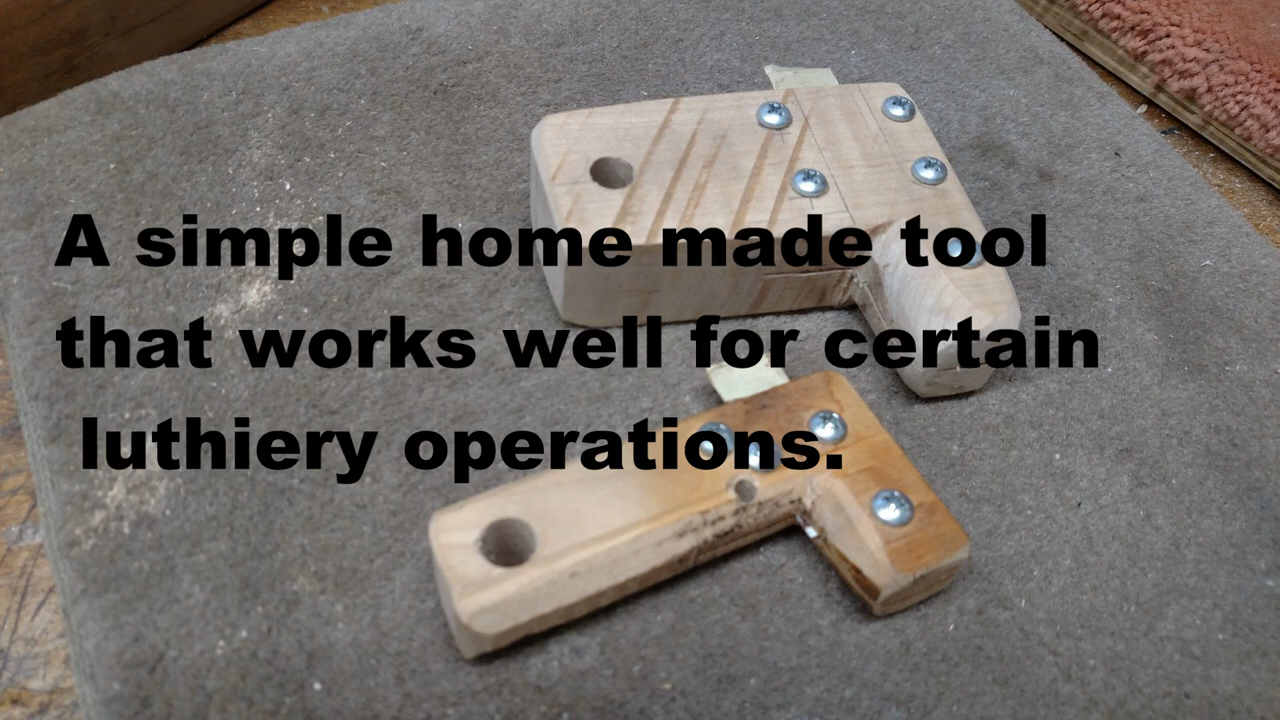 A simple home made tool
that works well for certain
luthiery operations.